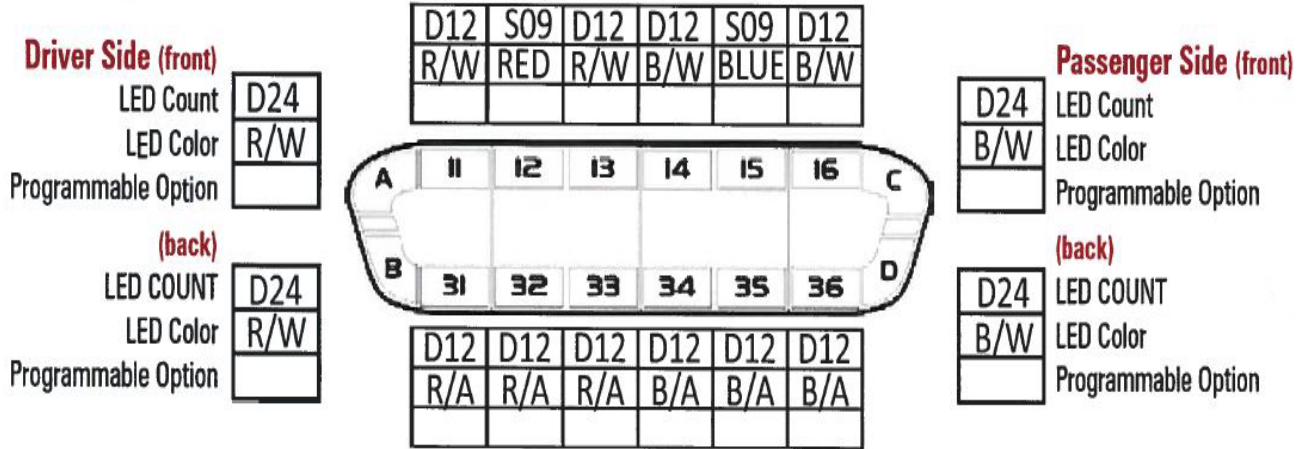 D12 S09 D12 D12 S09 D12
R/W RED R/W B/W BLUE B/W
Driver Side (front)
LED Count D24
LED Color R/W
Programmable Option
Passenger Side (front)
D24 LED Count
B/W LED Color
Programmable Option
A 11 12 13 14 15 16 C
B 31 32 33 34 35 36 D
(back)
LED COUNT D24
LED Color R/W
Programmable Option
(back)
D24 LED COUNT
B/W LED Color
Programmable Option
D12 D12 D12 D12 D12 D12
R/A R/A R/A B/A B/A B/A